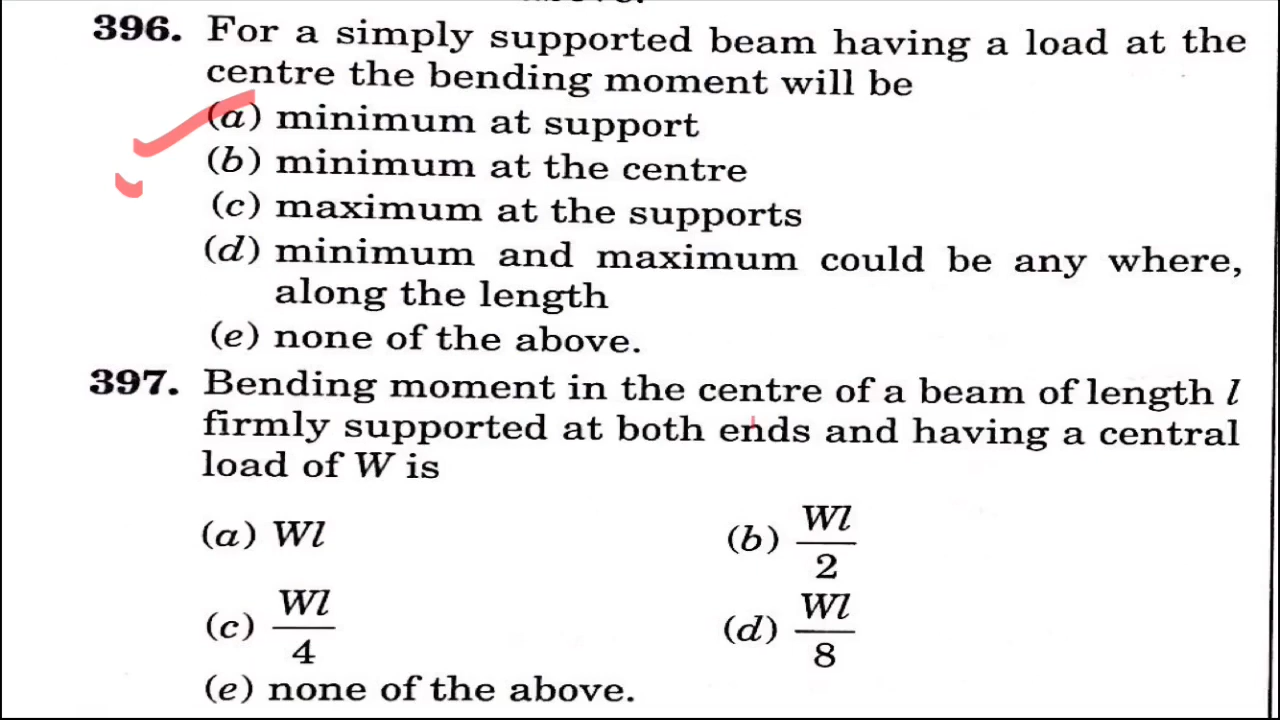 396. For a simply supported beam having a load at the
centre the bending moment will be
(a) minimum at support
(b) minimum at the centre
(c) maximum at the supports
(d) minimum and maximum could be any where,
along the length
(e) none of the above.
397. Bending moment in the centre of a beam of length l
firmly supported at both ends and having a central
load of W is
(a) Wl (b) Wl/2
(c) Wl/4 (d) Wl/8
(e) none of the above.